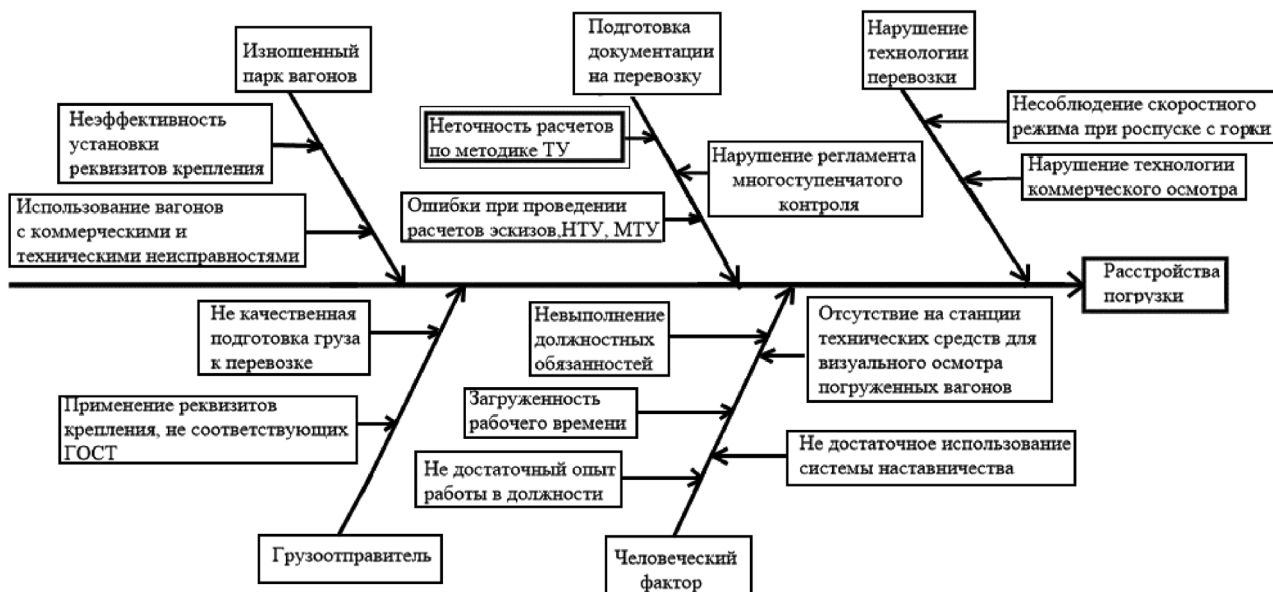 Изношенный
парк вагонов
Подготовка
документации
на перевозку
Нарушение
технологии
перевозки
Неэффективность
установки
реквизитов крепления
Неточность расчетов
по методике ТУ
Несоблюдение скоростного
режима при роспуске с горки
Нарушение регламента
многоступенчатого
контроля
Нарушение технологии
коммерческого осмотра
Использование вагонов
с коммерческими и
техническими неисправностями
Ошибки при проведении
расчетов эскизов,НТУ, МТУ
Расстройства
погрузки
Не качественная
подготовка груза
к перевозке
Невыполнение
должностных
обязанностей
Отсутствие на станции
технических средств для
визуального осмотра
погруженных вагонов
Применение реквизитов
крепления, не соответствующих
ГОСТ
Загруженность
рабочего времени
Не достаточное использование
системы наставничества
Не достаточный опыт
работы в должности
Грузоотправитель
Человеческий
фактор